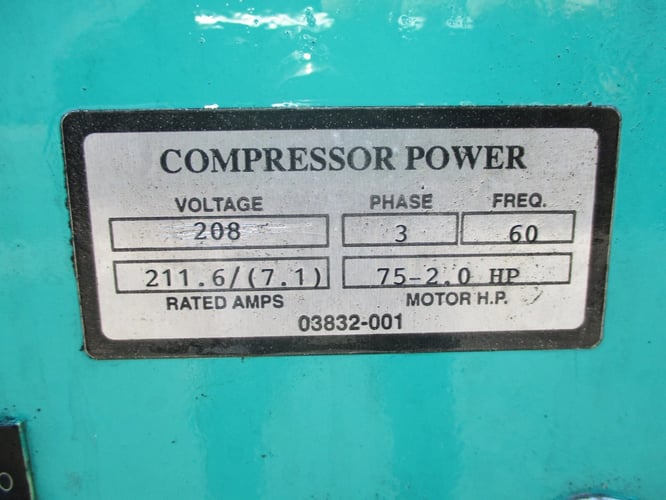 COMPRESSOR POWER
VOLTAGE PHASE FREQ.
208 3 60
211.6/(7.1) 75-2.0 HP
RATED AMPS MOTOR H.P.
03832-001